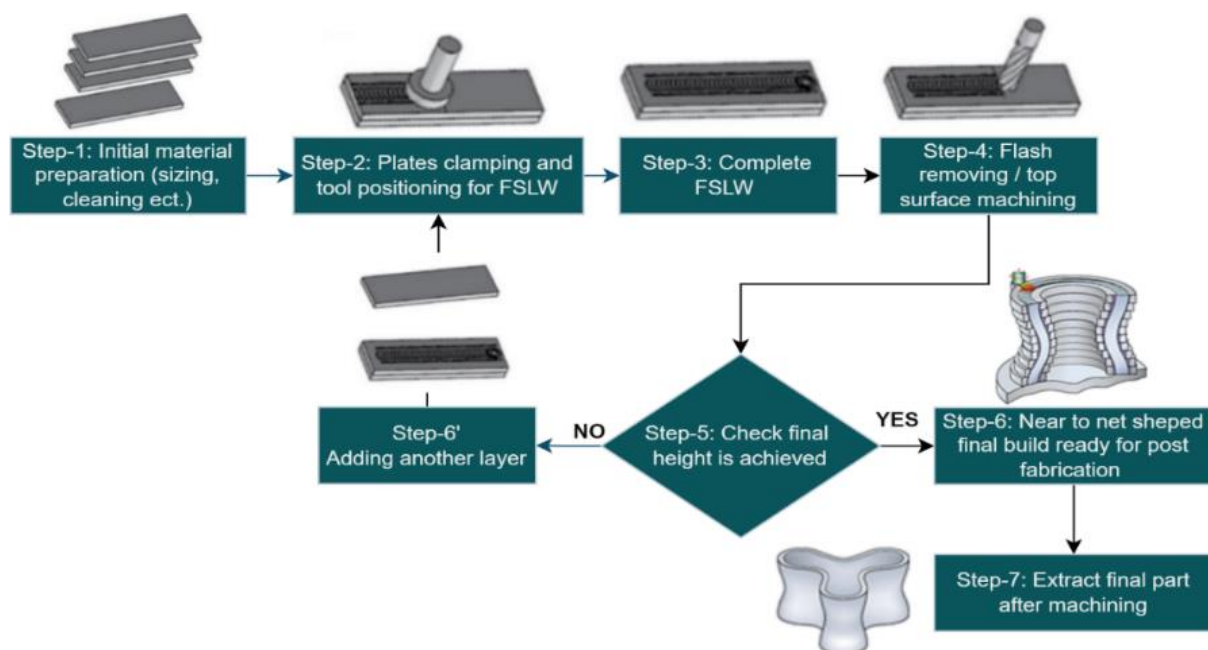 Step-1: Initial material
preparation (sizing,
cleaning ect.)
Step-2: Plates clamping and
tool positioning for FSLW
Step-3: Complete
FSLW
Step-4: Flash
removing / top
surface machining
Step-5: Check final
height is achieved
NO
YES
Step-6'
Adding another layer
Step-6: Near to net sheped
final build ready for post
fabrication
Step-7: Extract final part
after machining